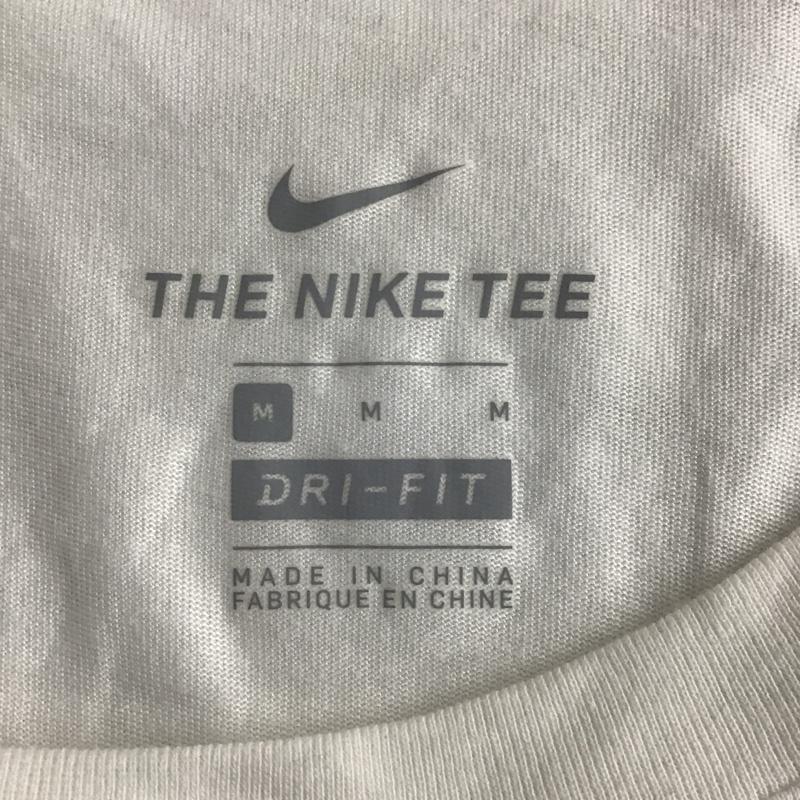 THE NIKE TEE
M M M
DRI-FIT
MADE IN CHINA
FABRIQUE EN CHINE